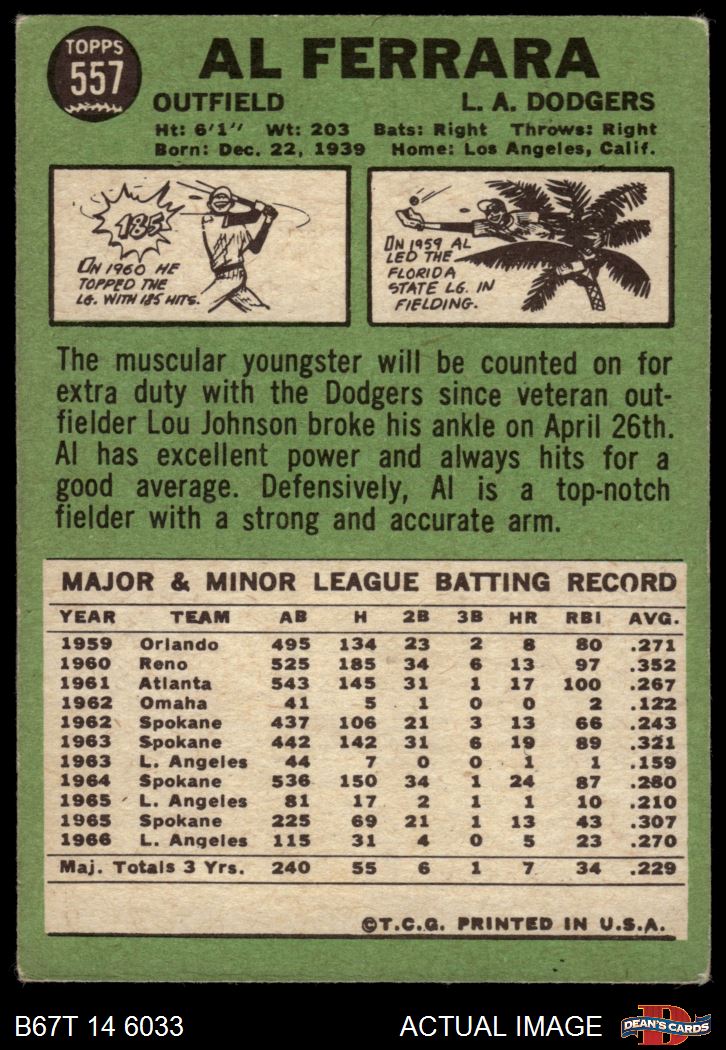 TOPPS
557
AL FERRARA
OUTFIELD L. A. DODGERS
Ht: 6'1'' Wt: 203 Bats: Right Throws: Right
Born: Dec. 22, 1939 Home: Los Angeles, Calif.
185
ON 1960 HE
TOPPED THE
LG. WITH 185 HITS.
ON 1959 AL
LED THE
FLORIDA
STATE LG. IN
FIELDING.
The muscular youngster will be counted on for
extra duty with the Dodgers since veteran out-
fielder Lou Johnson broke his ankle on April 26th.
Al has excellent power and always hits for a
good average. Defensively, Al is a top-notch
fielder with a strong and accurate arm.
MAJOR & MINOR LEAGUE BATTING RECORD
YEAR TEAM AB H 2B 3B HR RBI AVG.
1959 Orlando 495 134 23 2 8 80 .271
1960 Reno 525 185 34 6 13 97 .352
1961 Atlanta 543 145 31 1 17 100 .267
1962 Omaha 41 5 1 0 0 2 .122
1962 Spokane 437 106 21 3 13 66 .243
1963 Spokane 442 142 31 6 19 89 .321
1963 L. Angeles 44 7 0 0 1 1 .159
1964 Spokane 536 150 34 1 24 87 .280
1965 L. Angeles 81 17 2 1 1 10 .210
1965 Spokane 225 69 21 1 13 43 .307
1966 L. Angeles 115 31 4 0 5 23 .270
Maj. Totals 3 Yrs. 240 55 6 1 7 34 .229
©T.C.G. PRINTED IN U.S.A.
B67T 14 6033 ACTUAL IMAGE
D
DEAN'S CARDS